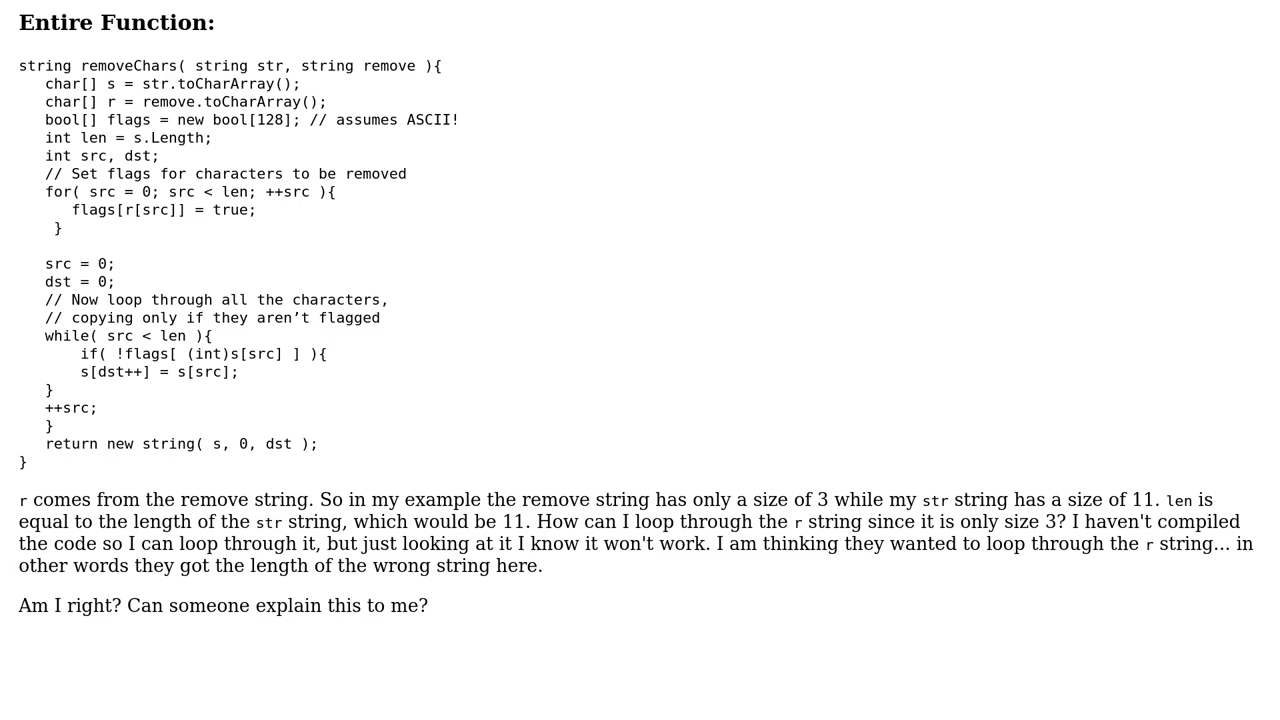 Entire Function:
string removeChars( string str, string remove ){
   char[] s = str.toCharArray();
   char[] r = remove.toCharArray();
   bool[] flags = new bool[128]; // assumes ASCII!
   int len = s.Length;
   int src, dst;
   // Set flags for characters to be removed
   for( src = 0; src < len; ++src ){
      flags[r[src]] = true;
    }
   src = 0;
   dst = 0;
   // Now loop through all the characters,
   // copying only if they aren’t flagged
   while( src < len ){
       if( !flags[ (int)s[src] ] ){
       s[dst++] = s[src];
   }
   ++src;
   }
   return new string( s, 0, dst );
}
r comes from the remove string. So in my example the remove string has only a size of 3 while my str string has a size of 11. len is
equal to the length of the str string, which would be 11. How can I loop through the r string since it is only size 3? I haven't compiled
the code so I can loop through it, but just looking at it I know it won't work. I am thinking they wanted to loop through the r string... in
other words they got the length of the wrong string here.
Am I right? Can someone explain this to me?